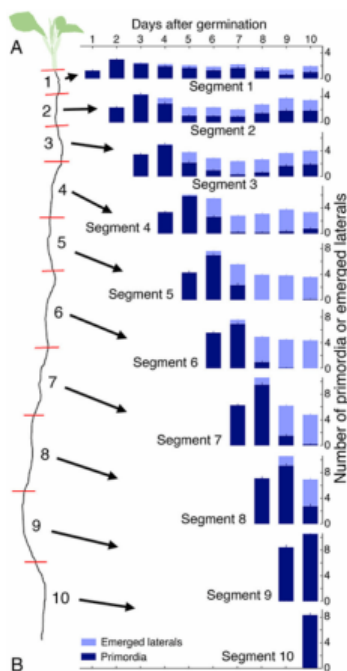 Days after germination
A
1 2 3 4 5 6 7 8 9 10
4
0
1
Segment 1
4
0
2
Segment 2
4
0
3
Segment 3
4
0
4
Segment 4
8
4
0
5
Segment 5
8
4
0
6
Segment 6
8
4
0
7
Segment 7
8
4
0
8
Segment 8
8
4
0
9
Segment 9
8
4
0
10
Segment 10
Emerged laterals
Primordia
B
Number of primordia or emerged laterals